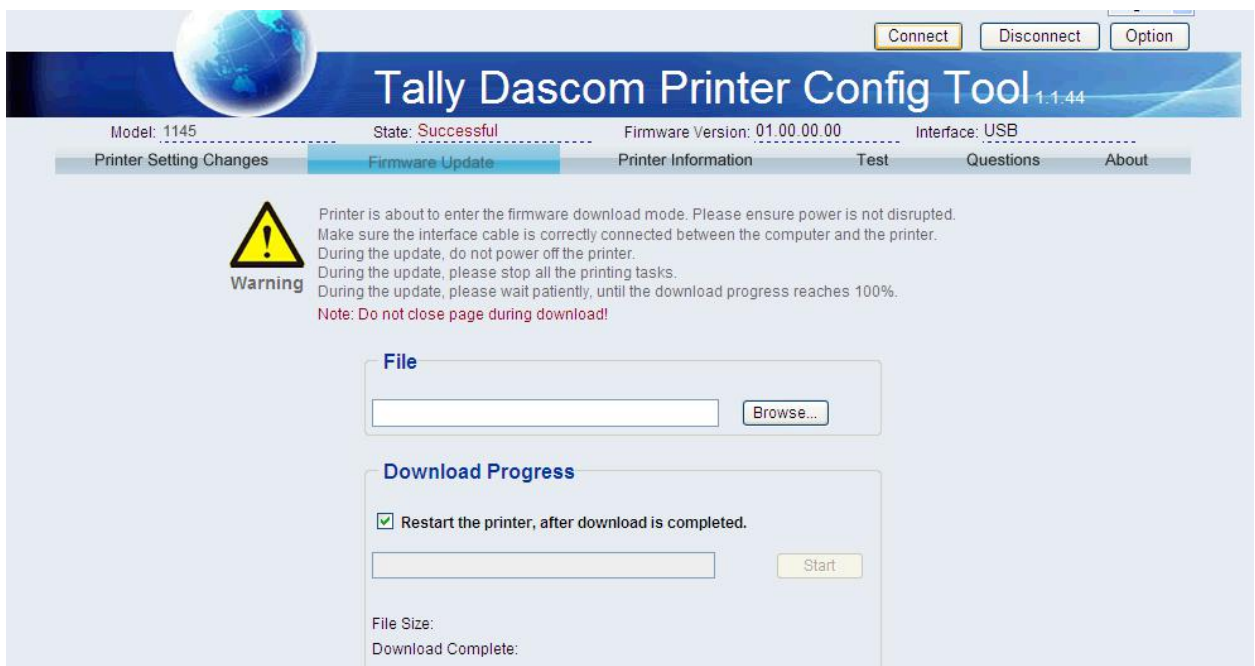 Connect Disconnect Option
Tally Dascom Printer Config Tool 1.1.44
Model: 1145 State: Successful Firmware Version: 01.00.00.00 Interface: USB
Printer Setting Changes Firmware Update Printer Information Test Questions About
Printer is about to enter the firmware download mode. Please ensure power is not disrupted.
Make sure the interface cable is correctly connected between the computer and the printer.
During the update, do not power off the printer.
During the update, please stop all the printing tasks.
Warning
During the update, please wait patiently, until the download progress reaches 100%.
Note: Do not close page during download!
File
Browse...
Download Progress
Restart the printer, after download is completed.
Start
File Size:
Download Complete: